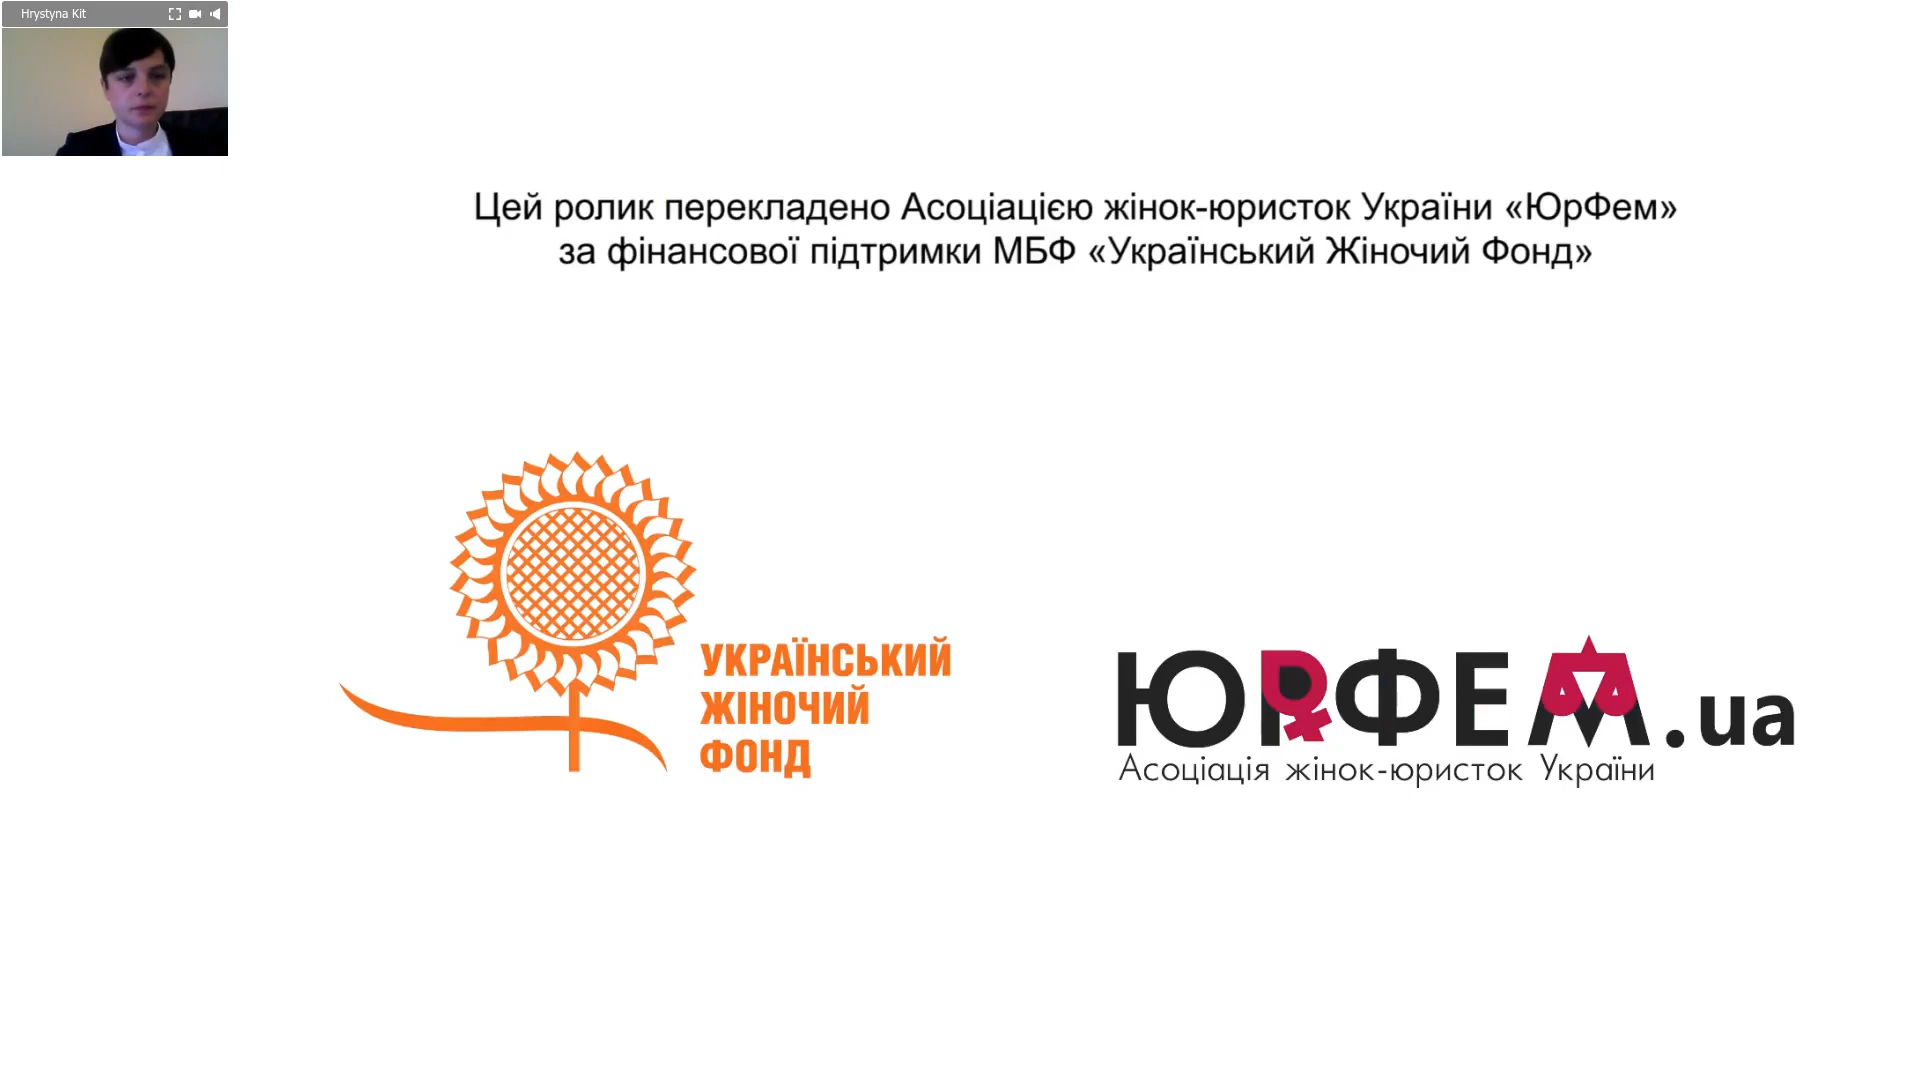 Hrystyna Kit
Цей ролик перекладено Асоціацією жінок-юристок України «ЮрФем»
за фінансової підтримки МБФ «Український Жіночий Фонд»
УКРАЇНСЬКИЙ
ЖІНОЧИЙ
ФОНД
ЮРФЕМ.ua
Асоціація жінок-юристок України